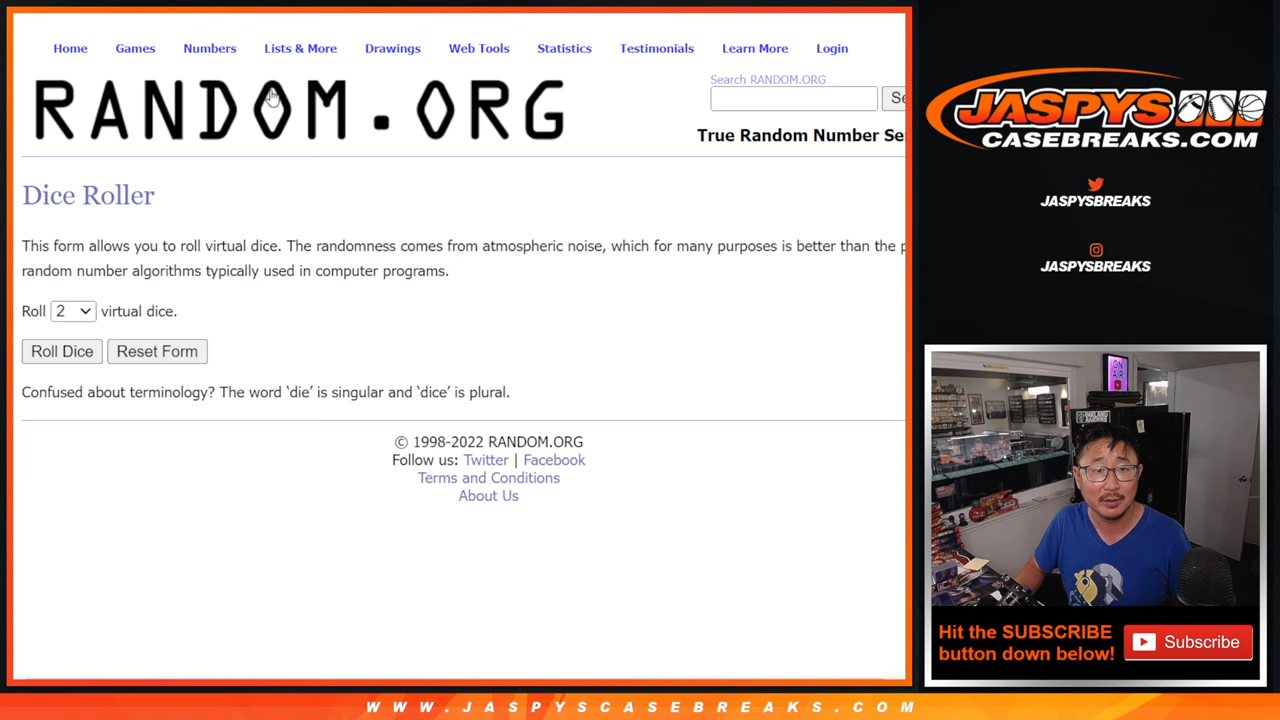 Home Games Numbers Lists & More Drawings Web Tools Statistics Testimonials Learn More Login
RANDOM.ORG
Search RANDOM.ORG
Se
True Random Number Se
Dice Roller
This form allows you to roll virtual dice. The randomness comes from atmospheric noise, which for many purposes is better than the p
random number algorithms typically used in computer programs.
Roll 2 virtual dice.
Roll Dice Reset Form
Confused about terminology? The word ‘die’ is singular and ‘dice’ is plural.
© 1998-2022 RANDOM.ORG
Follow us: Twitter | Facebook
Terms and Conditions
About Us
JASPYS
CASEBREAKS.COM
JASPYSBREAKS
JASPYSBREAKS
ON
AIR
Hit the SUBSCRIBE
button down below!
Subscribe
WWW.JASPYSCASEBREAKS.COM